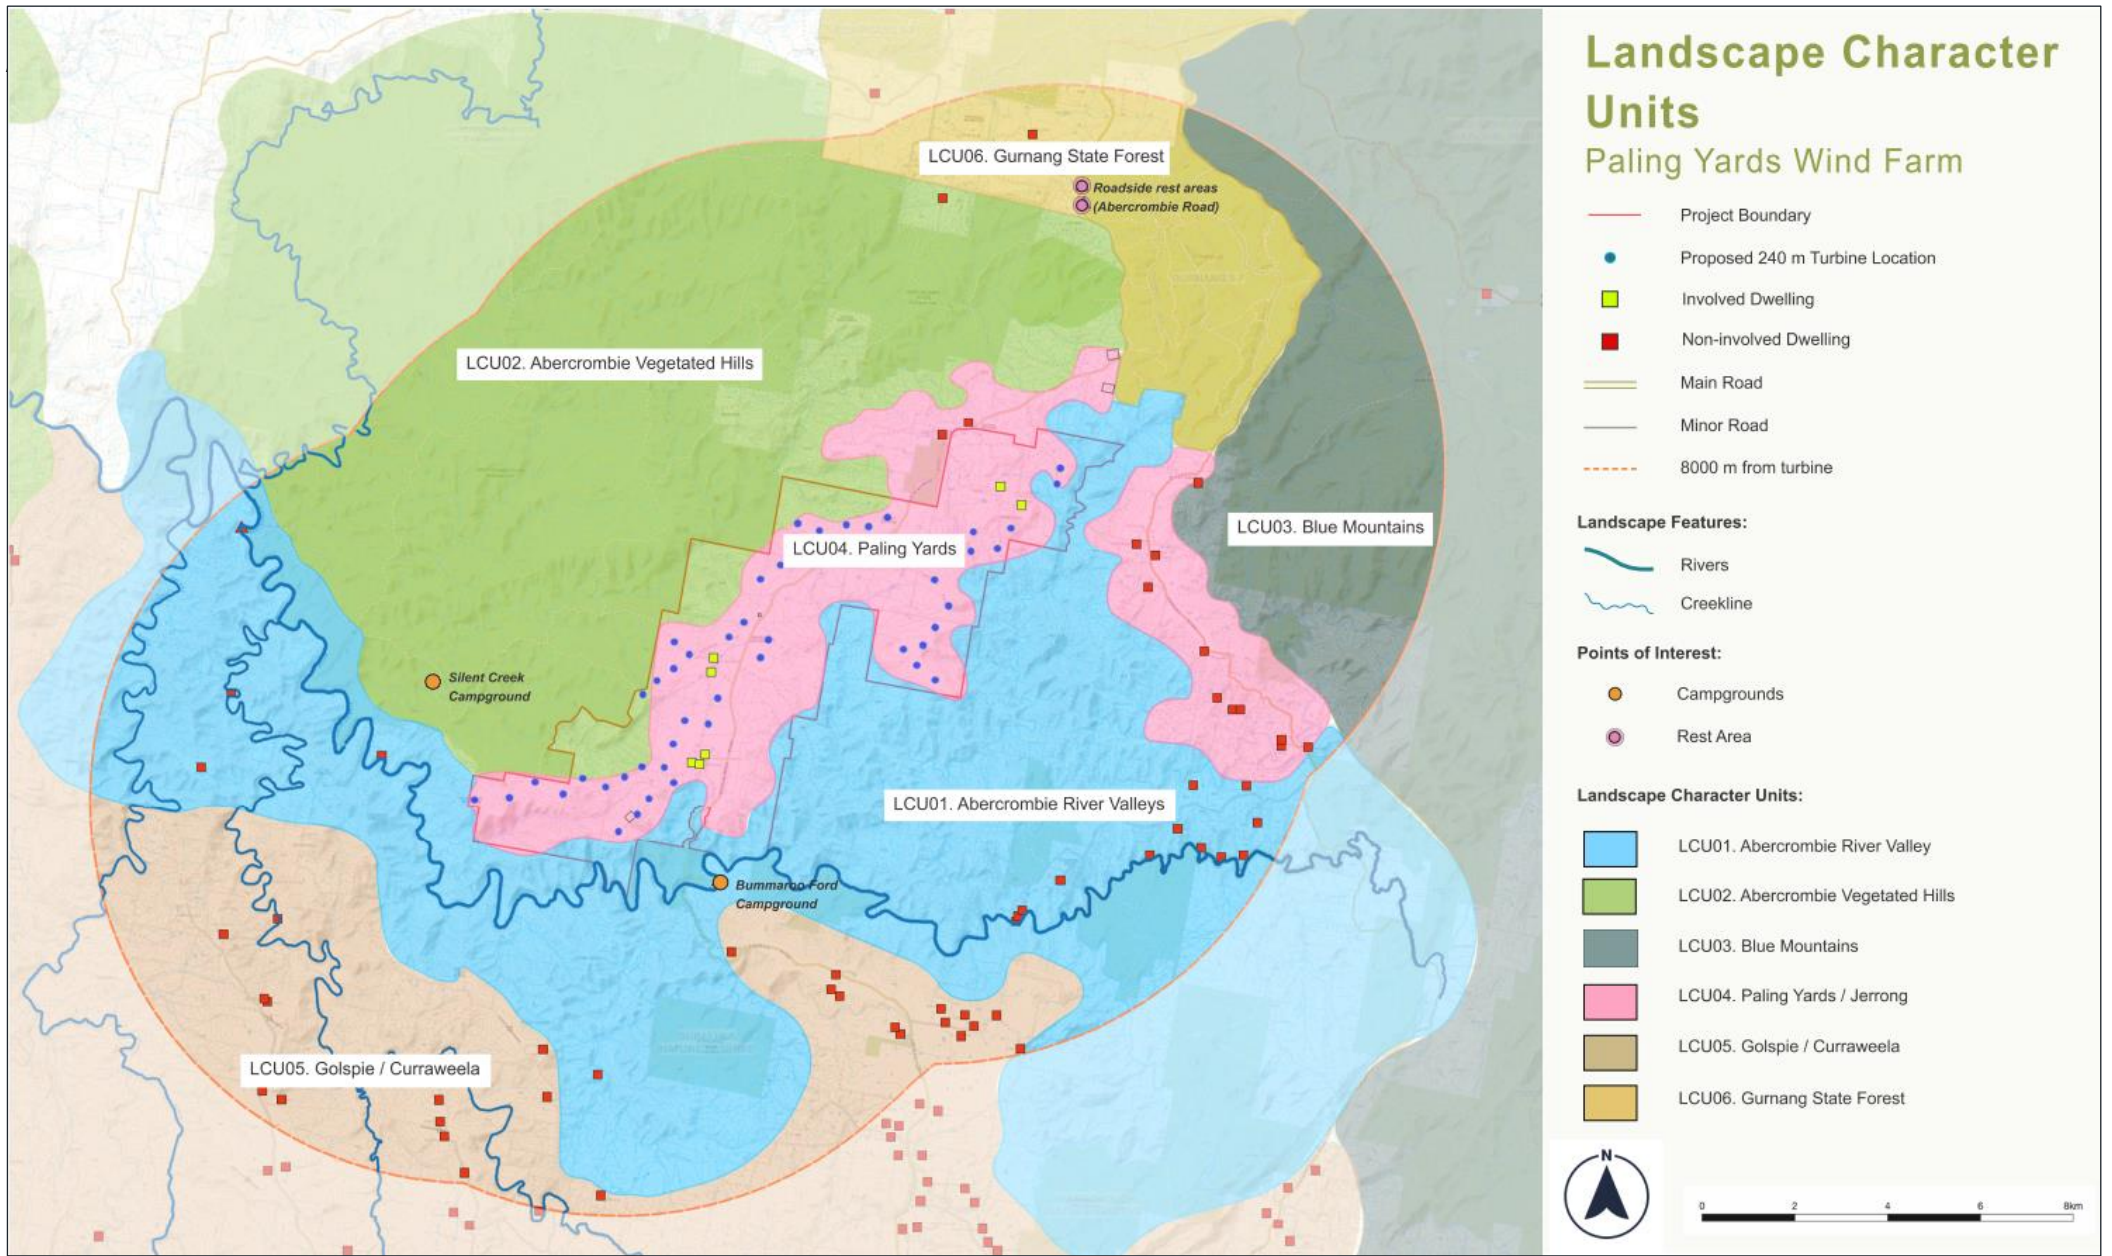 Landscape Character
Units
Paling Yards Wind Farm
Project Boundary
Proposed 240 m Turbine Location
Involved Dwelling
Non-involved Dwelling
Main Road
Minor Road
8000 m from turbine
Landscape Features:
Rivers
Creekline
Points of Interest:
Campgrounds
Rest Area
Landscape Character Units:
LCU01. Abercrombie River Valley
LCU02. Abercrombie Vegetated Hills
LCU03. Blue Mountains
LCU04. Paling Yards / Jerrong
LCU05. Golspie / Curraweela
LCU06. Gurnang State Forest
N
0 2 4 6 8km
LCU06. Gurnang State Forest
Roadside rest areas
(Abercrombie Road)
LCU02. Abercrombie Vegetated Hills
LCU03. Blue Mountains
LCU04. Paling Yards
Silent Creek
Campground
LCU01. Abercrombie River Valleys
Bummaroo Ford
Campground
LCU05. Golspie / Curraweela